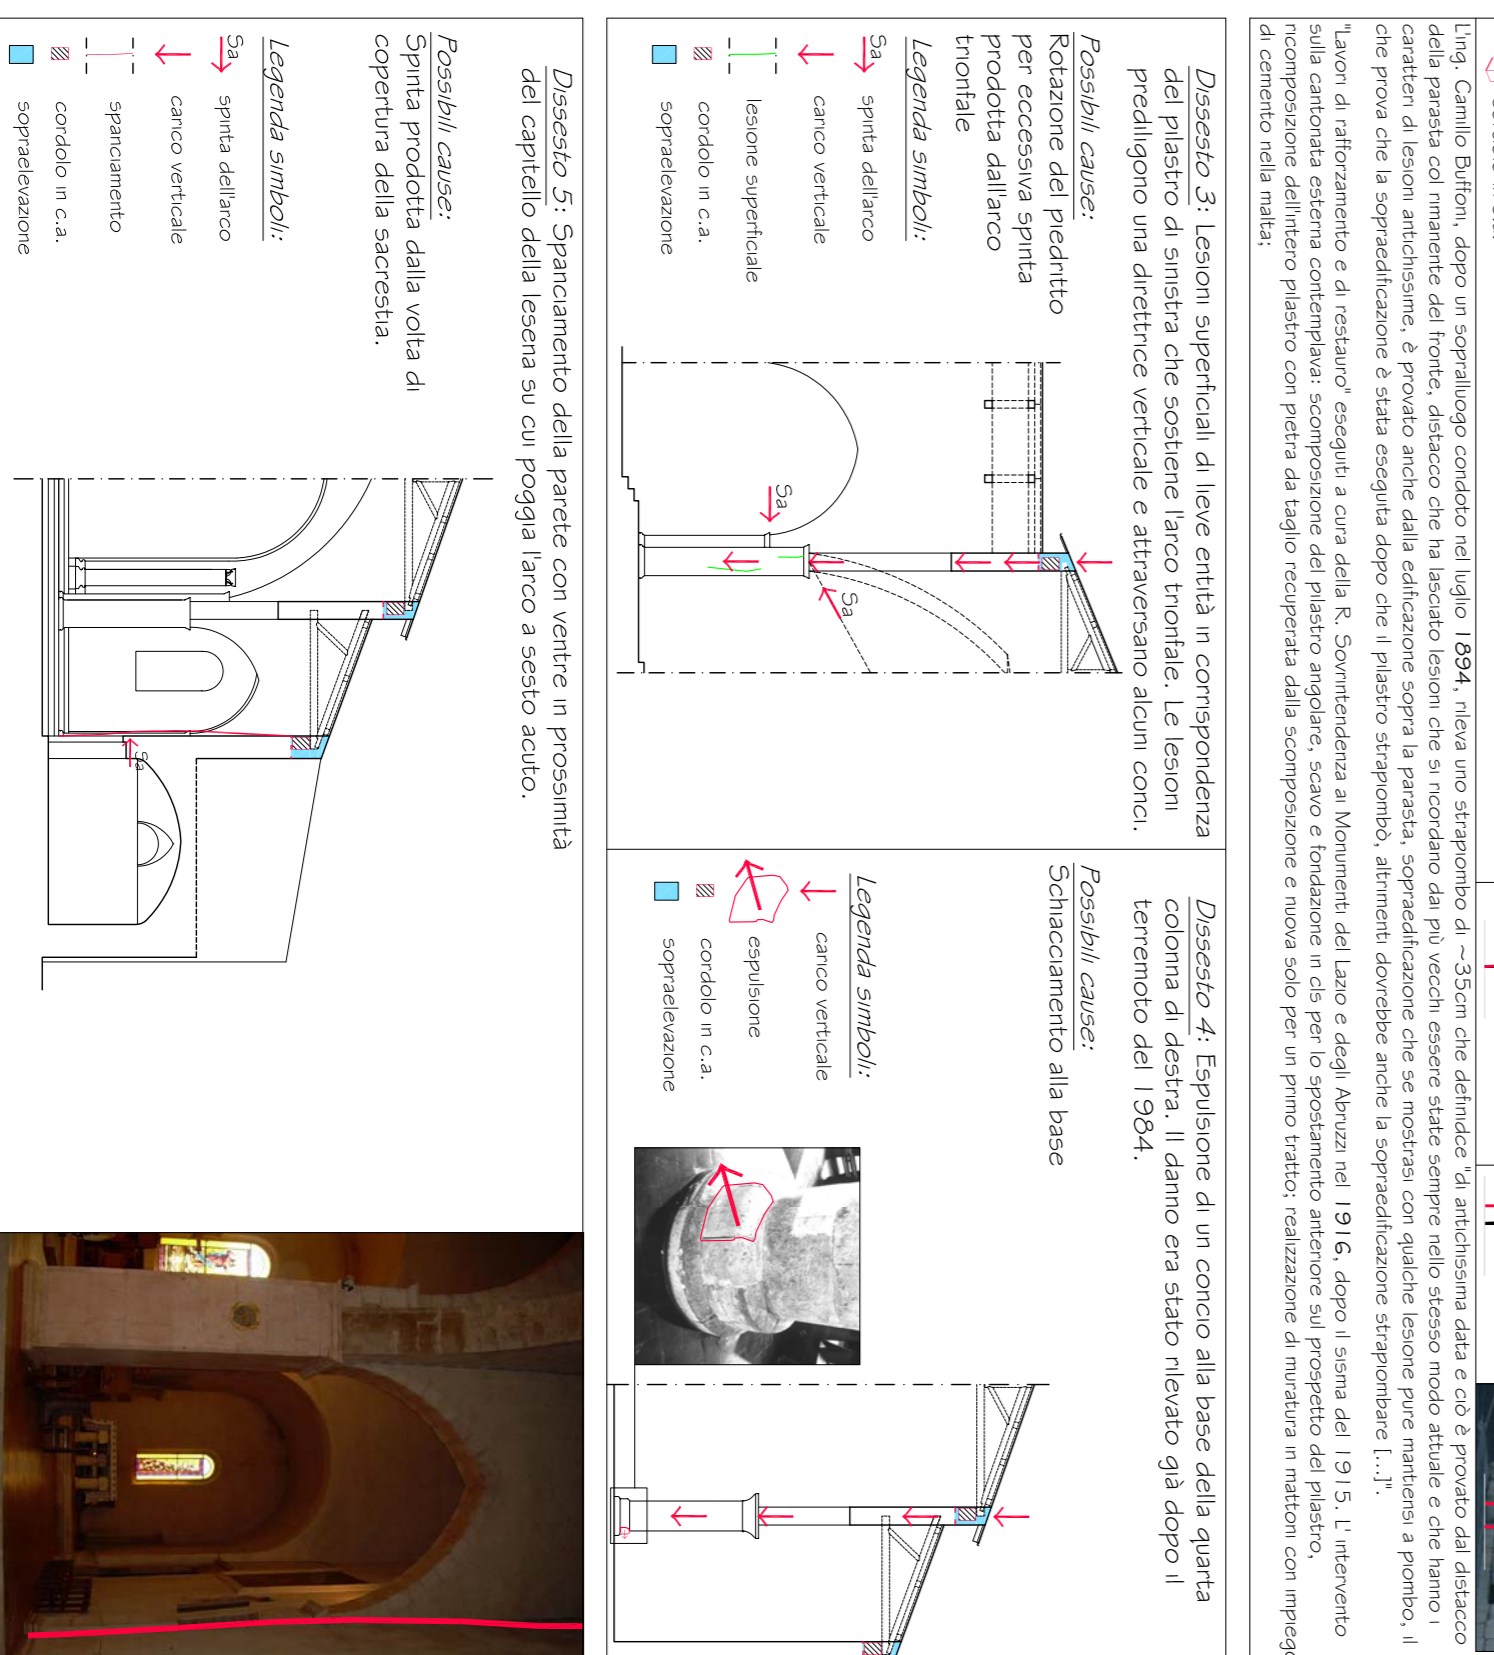 L'ing. Camillo Buffoni, dopo un sopralluogo condoto nel luglio 1894, rileva uno strapiombo di ~35cm che definidce "di antichissima data e ciò è provato dal distacco
della parasta col rimanente del fronte, distacco che ha lasciato lesioni che si ricordano dai più vecchi essere state sempre nello stesso modo attuale e che hanno i
caratteri di lesioni antichissime, è provato anche dalla edificazione sopra la parasta, sopraedificazione che se mostrasi con qualche lesione pure mantiensi a piombo, il
che prova che la sopraedificazione è stata eseguita dopo che il pilastro strapiombò, altrimenti dovrebbe anche la sopraedificazione strapiombare [...]".
"Lavori di rafforzamento e di restauro" eseguiti a cura della R. Sovrintendenza ai Monumenti del Lazio e degli Abruzzi nel 1916, dopo il sisma del 1915. L' intervento
sulla cantonata esterna contemplava: scomposizione del pilastro angolare, scavo e fondazione in cls per lo spostamento anteriore sul prospetto del pilastro,
ricomposizione dell'intero pilastro con pietra da taglio recuperata dalla scomposizione e nuova solo per un primo tratto; realizzazione di muratura in mattoni con impiego
di cemento nella malta;
Dissesto 3: Lesioni superficiali di lieve entità in corrispondenza
del pilastro di sinistra che sostiene l'arco trionfale. Le lesioni
prediligono una direttrice verticale e attraversano alcuni conci.
Possibili cause:
Rotazione del piedritto
per eccessiva spinta
prodotta dall'arco
trionfale
Legenda simboli:
Sa spinta dell'arco
carico verticale
lesione superficiale
cordolo in c.a.
sopraelevazione
Sa
Sa
Dissesto 4: Espulsione di un concio alla base della quarta
colonna di destra. Il danno era stato rilevato già dopo il
terremoto del 1984.
Possibili cause:
Schiacciamento alla base
Legenda simboli:
carico verticale
espulsione
cordolo in c.a.
sopraelevazione
Dissesto 5: Spanciamento della parete con ventre in prossimità
del capitello della lesena su cui poggia l'arco a sesto acuto.
Possibili cause:
Spinta prodotta dalla volta di
copertura della sacrestia.
Legenda simboli:
Sa spinta dell'arco
carico verticale
spanciamento
cordolo in c.a.
sopraelevazione
Sa